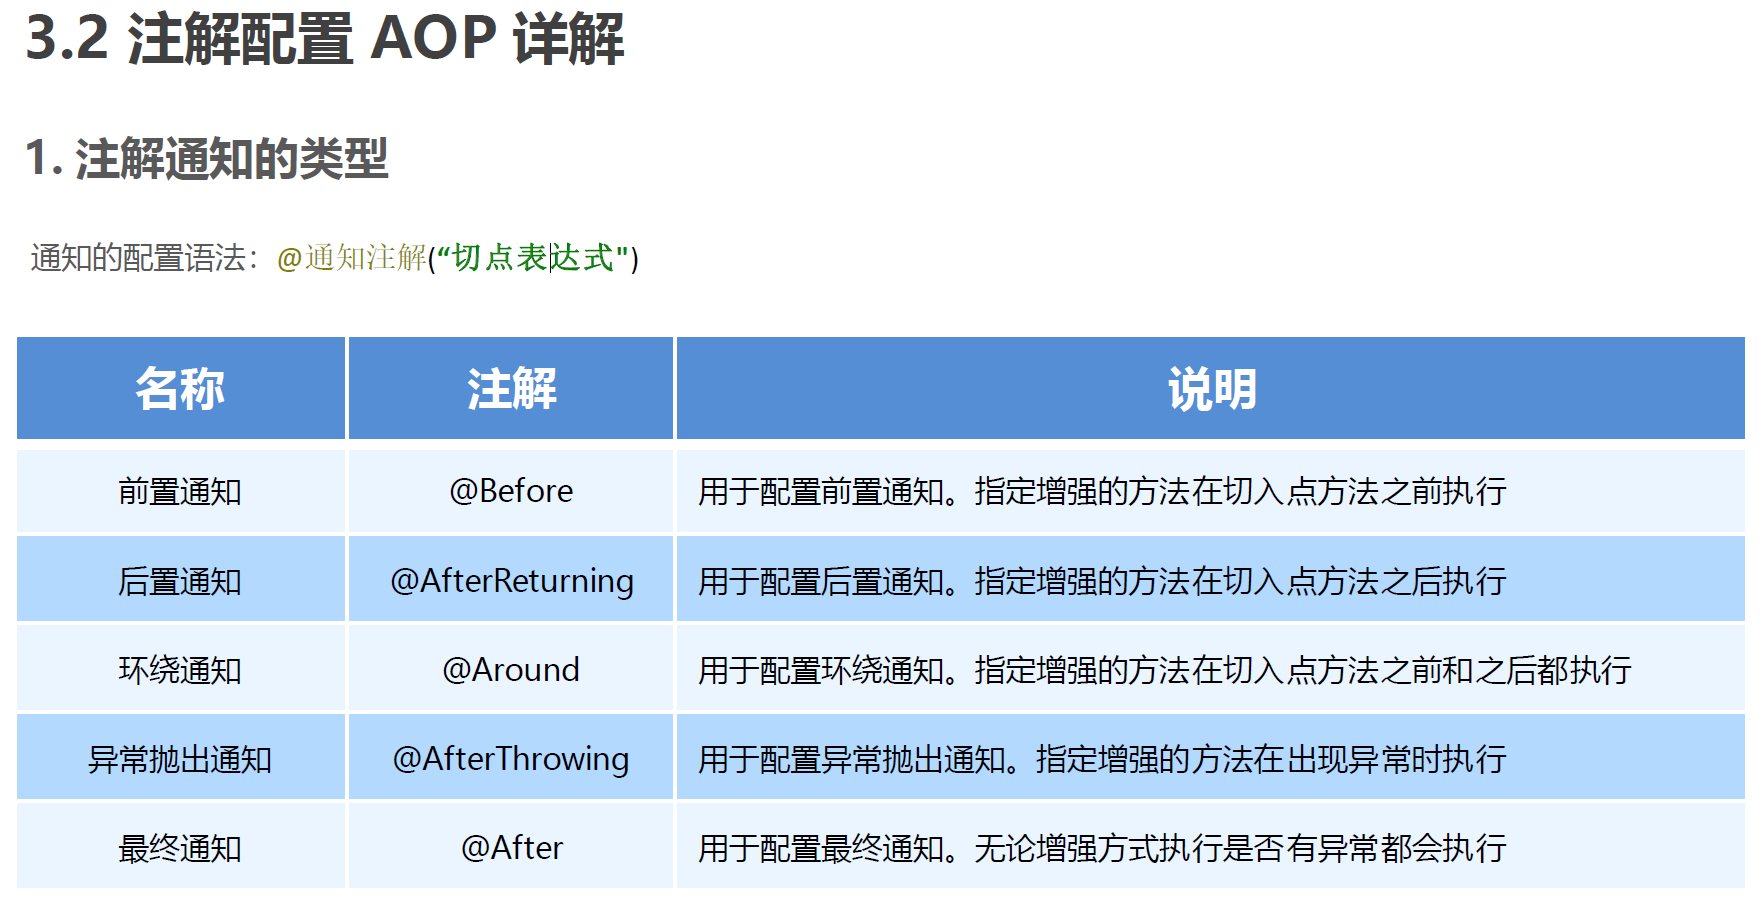 3.2 注解配置 AOP 详解
1. 注解通知的类型
通知的配置语法：@通知注解(“切点表达式")
名称 注解 说明
前置通知 @Before 用于配置前置通知。指定增强的方法在切入点方法之前执行
后置通知 @AfterReturning 用于配置后置通知。指定增强的方法在切入点方法之后执行
环绕通知 @Around 用于配置环绕通知。指定增强的方法在切入点方法之前和之后都执行
异常抛出通知 @AfterThrowing 用于配置异常抛出通知。指定增强的方法在出现异常时执行
最终通知 @After 用于配置最终通知。无论增强方式执行是否有异常都会执行